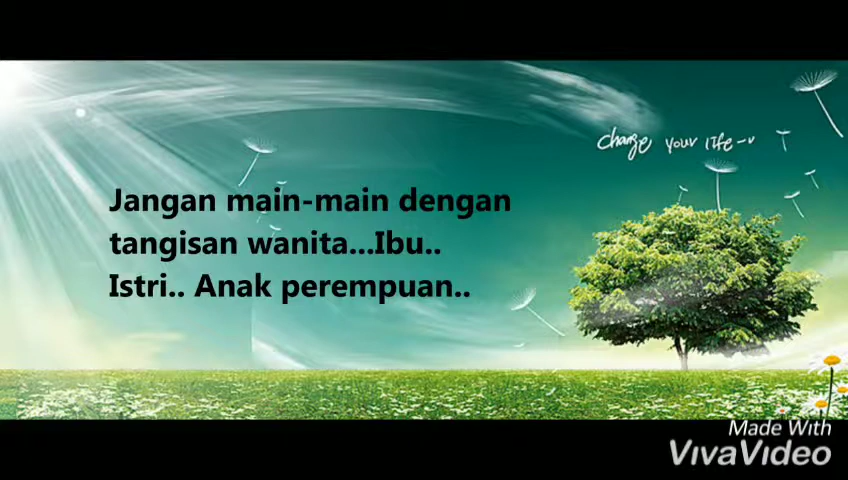 change your life
Jangan main-main dengan
tangisan wanita...Ibu..
Istri.. Anak perempuan..
Made With
VivaVideo